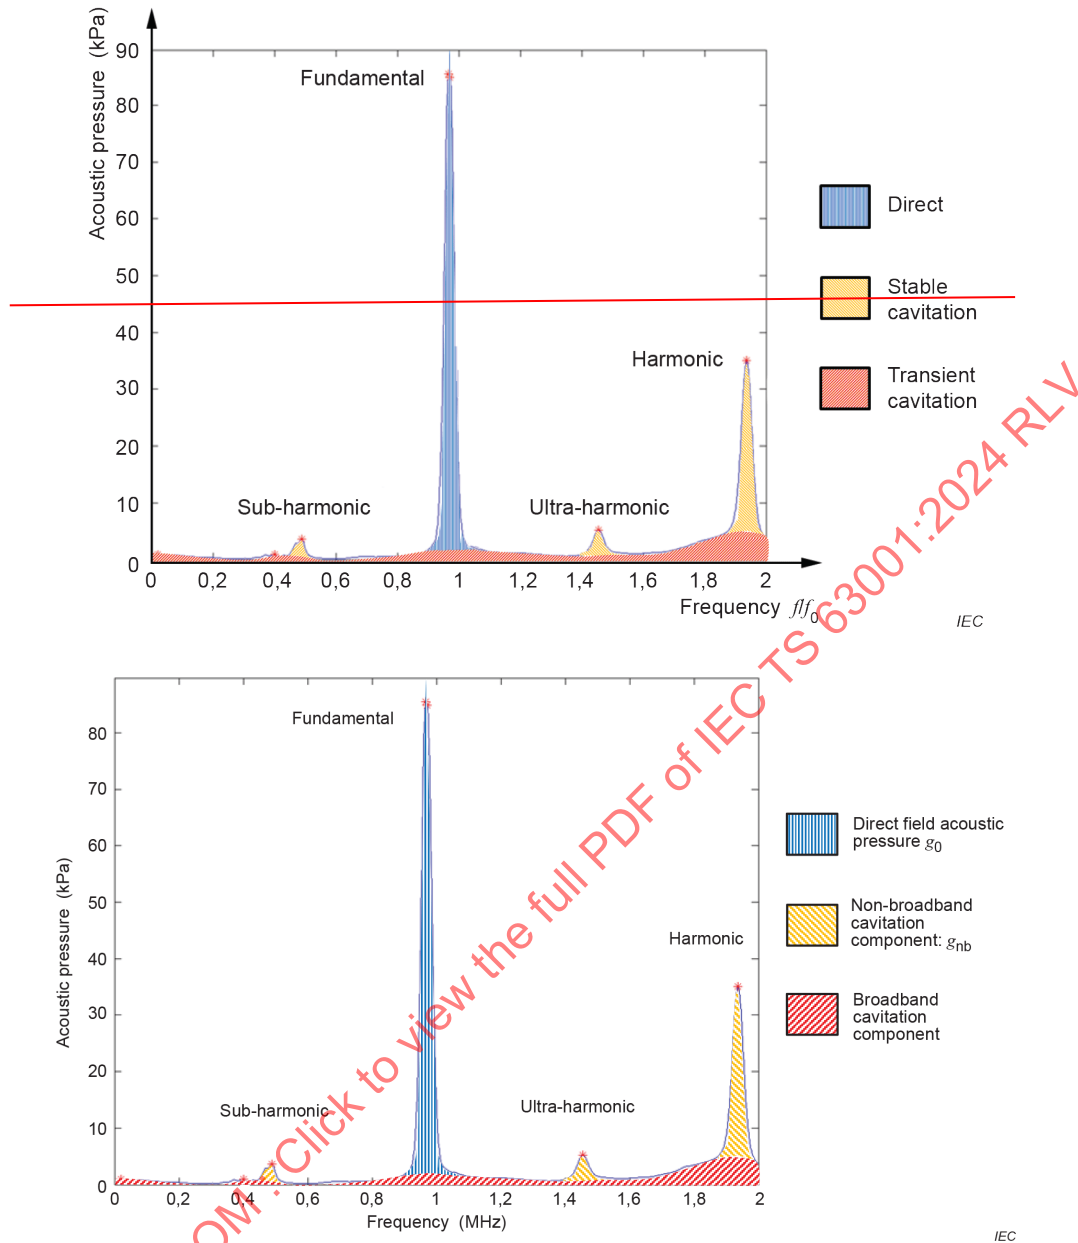 Acoustic pressure (kPa)
90
80
70
60
50
40
30
20
10
0
Fundamental
Sub-harmonic
Ultra-harmonic
Harmonic
Direct
Stable
cavitation
Transient
cavitation
0 0,2 0,4 0,6 0,8 1 1,2 1,4 1,6 1,8 2
Frequency f/f0
IEC
Acoustic pressure (kPa)
80
70
60
50
40
30
20
10
0
Fundamental
Sub-harmonic
Ultra-harmonic
Harmonic
Direct field acoustic
pressure g0
Non-broadband
cavitation
component: gnb
Broadband
cavitation
component
0 0,2 0,4 0,6 0,8 1 1,2 1,4 1,6 1,8 2
Frequency (MHz)
IEC
OM : Click to view the full PDF of IEC TS 63001:2024 RLV